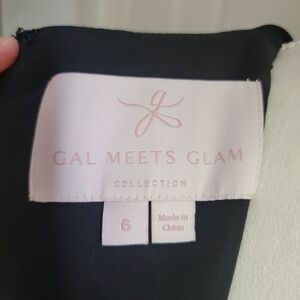 g
GAL MEETS GLAM
COLLECTION
6
Made in
China